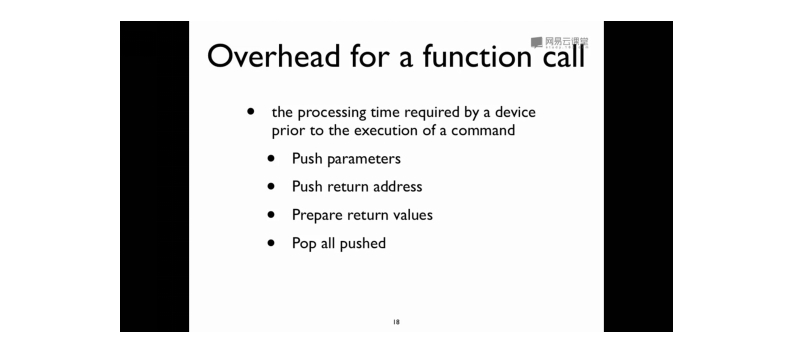 网易云课堂
Overhead for a function call
• the processing time required by a device
prior to the execution of a command
• Push parameters
• Push return address
• Prepare return values
• Pop all pushed
18